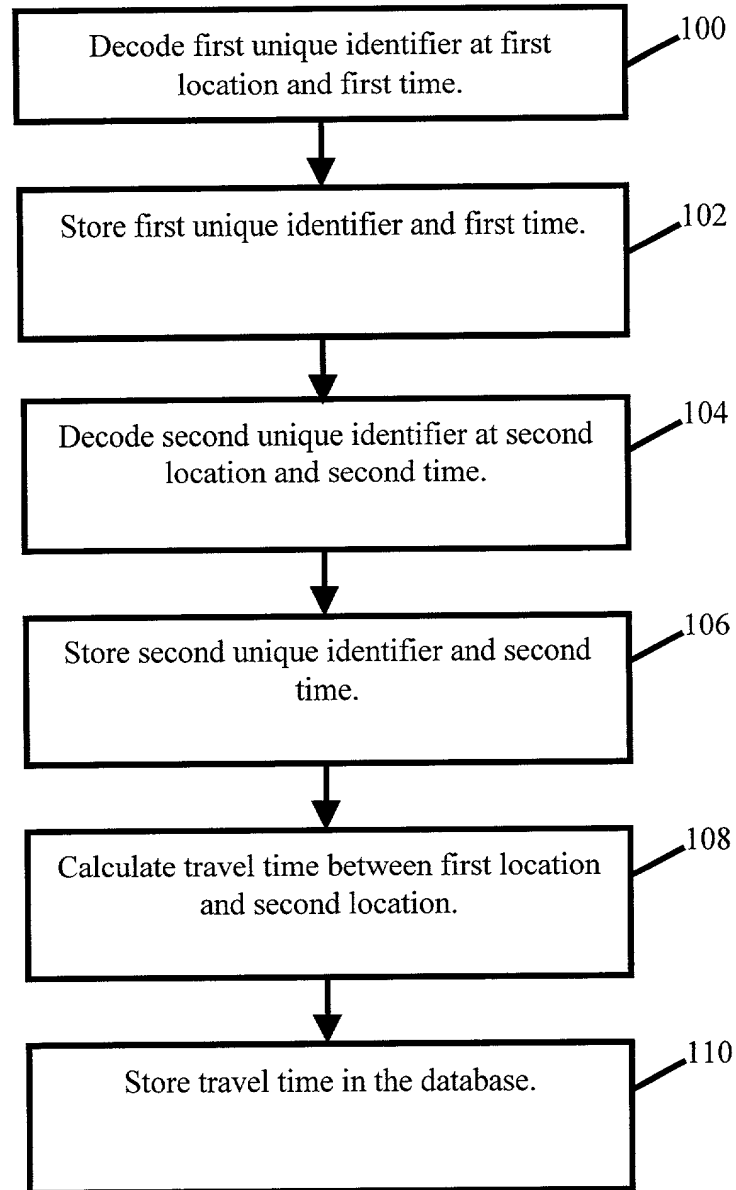 Decode first unique identifier at first
location and first time.
100
Store first unique identifier and first time.
102
Decode second unique identifier at second
location and second time.
104
Store second unique identifier and second
time.
106
Calculate travel time between first location
and second location.
108
Store travel time in the database.
110